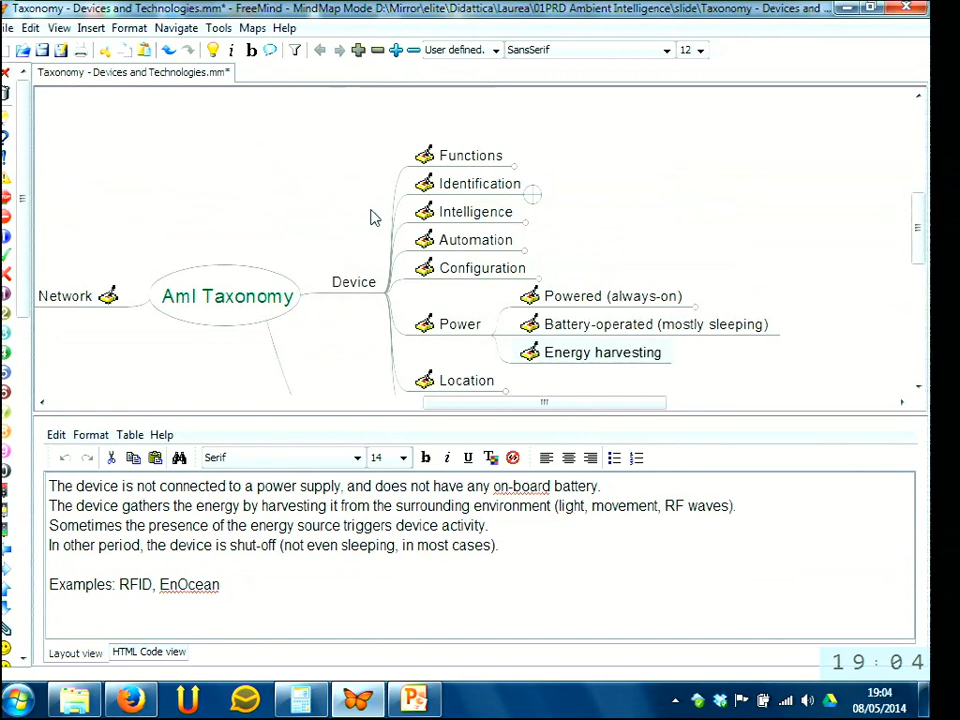 Taxonomy - Devices and Technologies.mm* - FreeMind - MindMap Mode D:\Mirror\elite\Didattica\Laurea\01PRD Ambient Intelligence\slide\Taxonomy - Devices and ...
File Edit View Insert Format Navigate Tools Maps Help
User defined. SansSerif 12
Taxonomy - Devices and Technologies.mm*
Functions
Identification
Intelligence
Automation
Configuration
Device
Network
AmI Taxonomy
Power
Powered (always-on)
Battery-operated (mostly sleeping)
Energy harvesting
Location
Edit Format Table Help
Serif 14
The device is not connected to a power supply, and does not have any on-board battery.
The device gathers the energy by harvesting it from the surrounding environment (light, movement, RF waves).
Sometimes the presence of the energy source triggers device activity.
In other period, the device is shut-off (not even sleeping, in most cases).
Examples: RFID, EnOcean
Layout view HTML Code view
19:04
19:04
08/05/2014